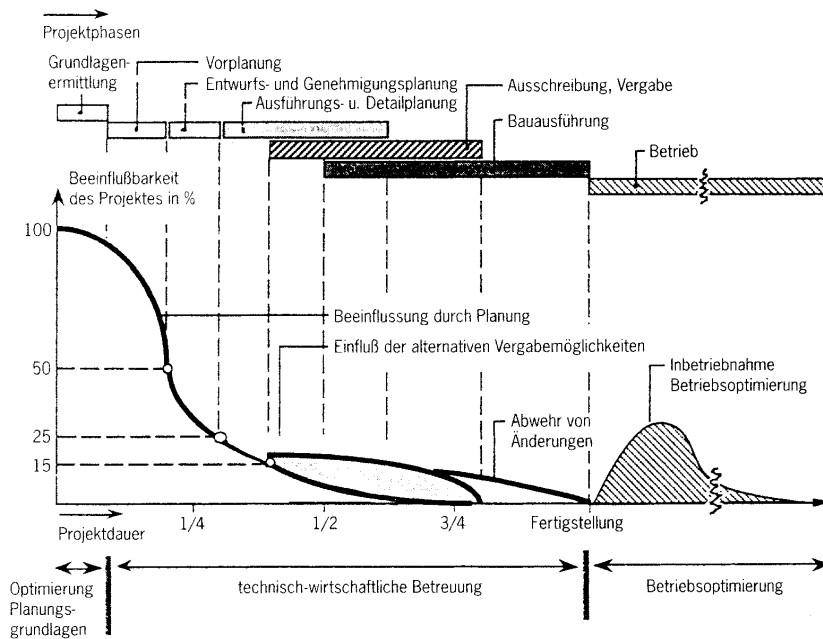 Projektphasen
Grundlagen-
ermittlung
Vorplanung
Entwurfs- und Genehmigungsplanung
Ausführungs- u. Detailplanung
Ausschreibung, Vergabe
Bauausführung
Betrieb
Beeinflußbarkeit
des Projektes in %
100
50
25
15
Beeinflussung durch Planung
Einfluß der alternativen Vergabemöglichkeiten
Abwehr von
Änderungen
Inbetriebnahme
Betriebsoptimierung
Projektdauer
1/4
1/2
3/4
Fertigstellung
Optimierung
Planungs-
grundlagen
technisch-wirtschaftliche Betreuung
Betriebsoptimierung